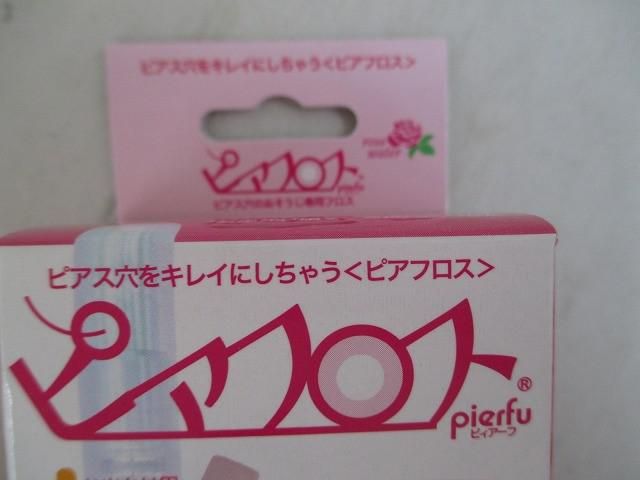 ピアス穴をキレイにしちゃう<ピアフロス>
rose water
ピアフロス
pierfu
ピアス穴のおそうじ専用フロス
ピアス穴をキレイにしちゃう<ピアフロス>
ピアフロス®
pierfu
ピィアーフ